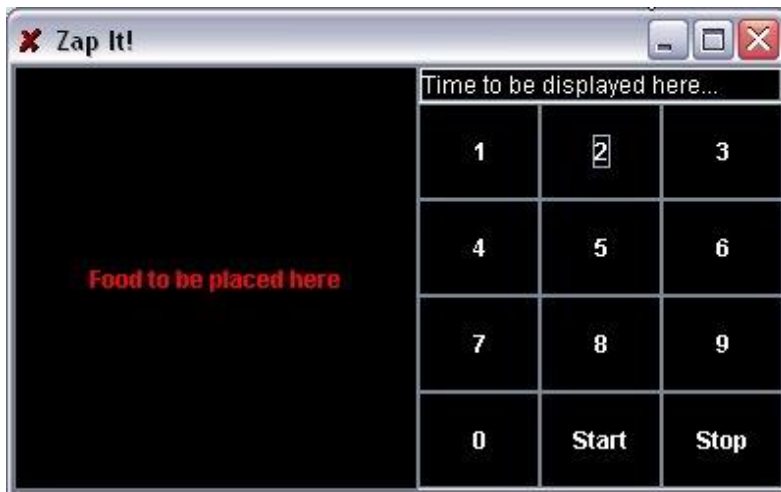 Zap It!
Time to be displayed here...
1 2 3
4 5 6
Food to be placed here
7 8 9
0 Start Stop